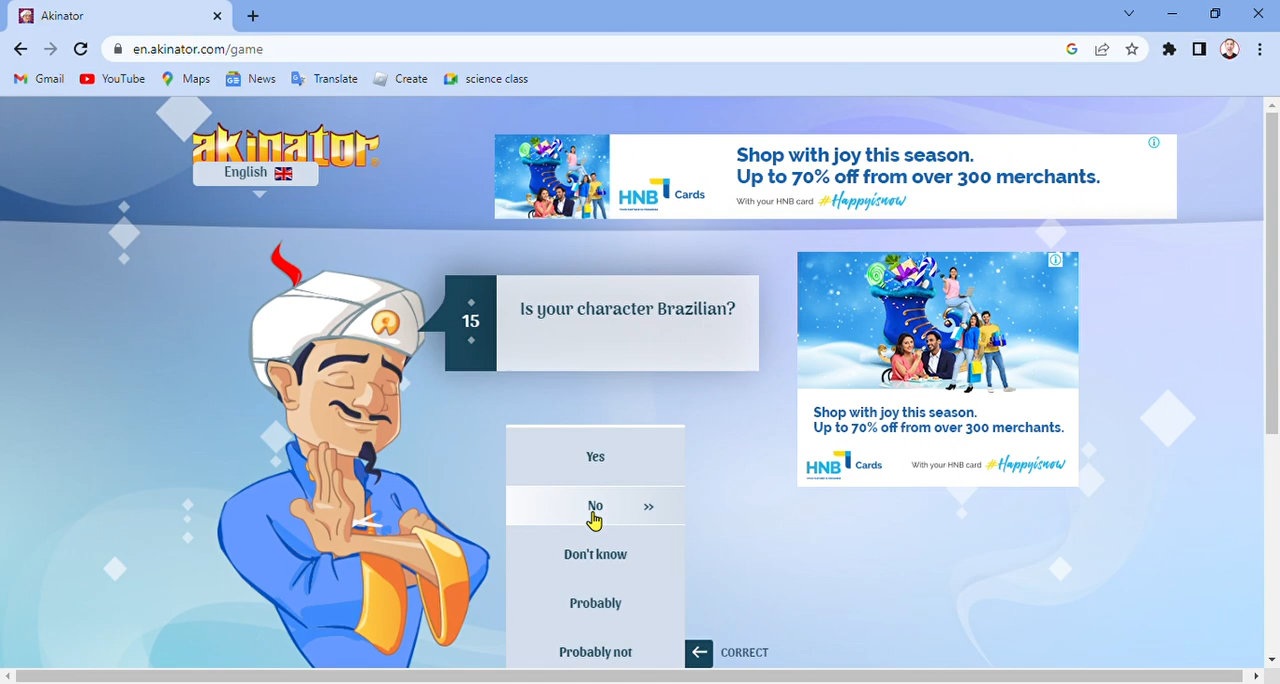 Akinator
en.akinator.com/game
Gmail
YouTube
Maps
News
Translate
Create
science class
akinator
English
HNB Cards
Shop with joy this season.
Up to 70% off from over 300 merchants.
With your HNB card #Happyisnow
15
Is your character Brazilian?
Yes
No »
Don't know
Probably
Probably not
CORRECT
Shop with joy this season.
Up to 70% off from over 300 merchants.
HNB Cards
With your HNB card #Happyisnow